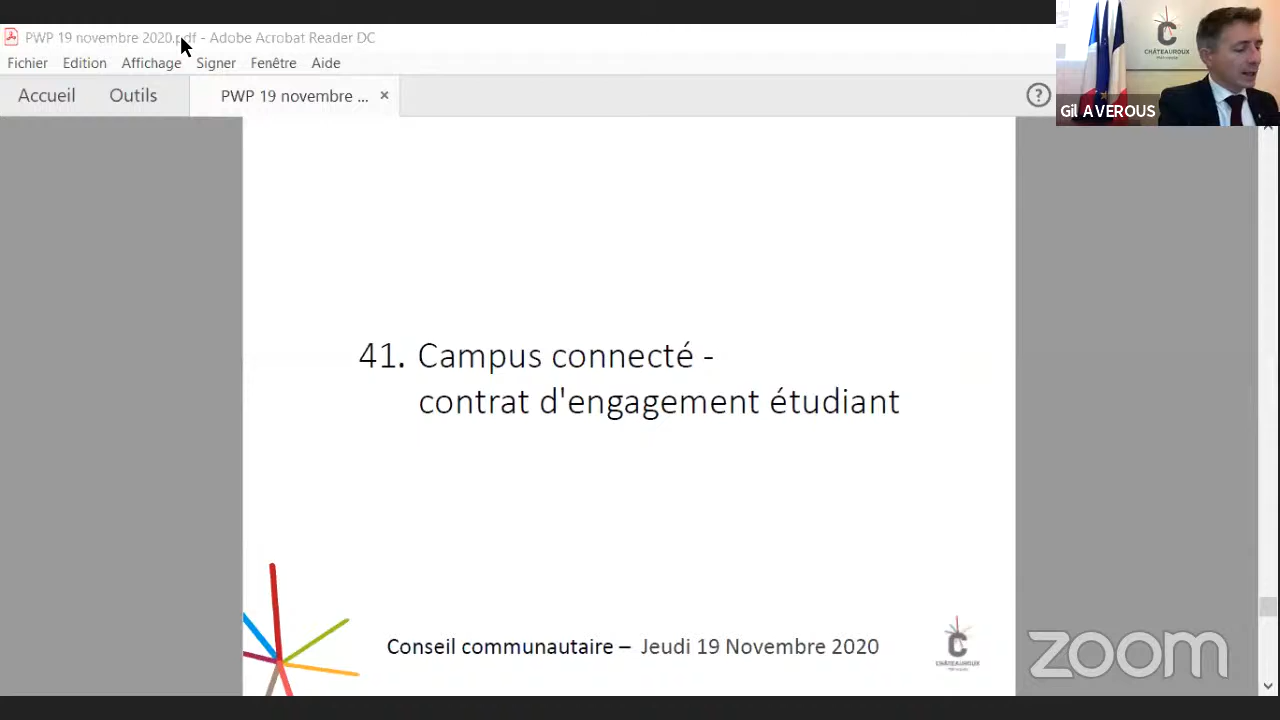 PWP 19 novembre 2020.pdf - Adobe Acrobat Reader DC
Fichier Edition Affichage Signer Fenêtre Aide
Accueil Outils PWP 19 novembre ... ×
?
C
CHÂTEAUROUX
Gil AVEROUS
41. Campus connecté -
contrat d'engagement étudiant
Conseil communautaire – Jeudi 19 Novembre 2020
C
CHÂTEAUROUX
zoom